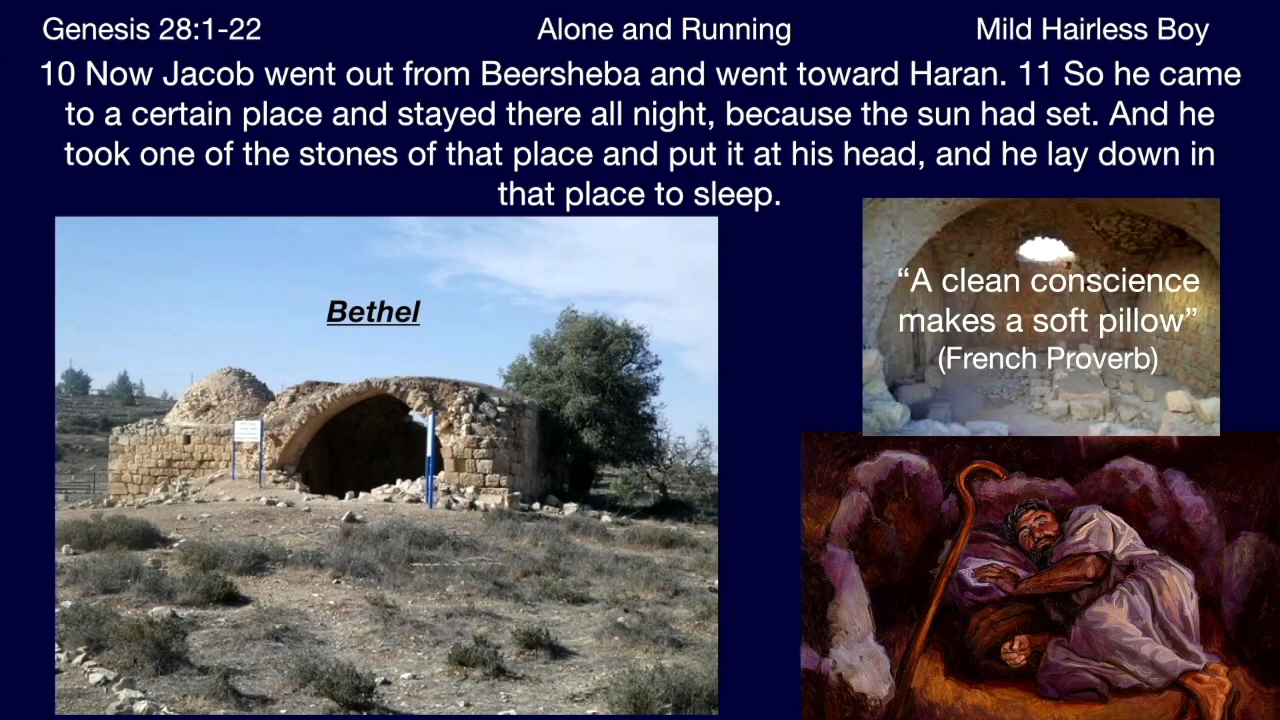 Genesis 28:1-22
Alone and Running
Mild Hairless Boy
10 Now Jacob went out from Beersheba and went toward Haran. 11 So he came
to a certain place and stayed there all night, because the sun had set. And he
took one of the stones of that place and put it at his head, and he lay down in
that place to sleep.
Bethel
“A clean conscience
makes a soft pillow”
(French Proverb)